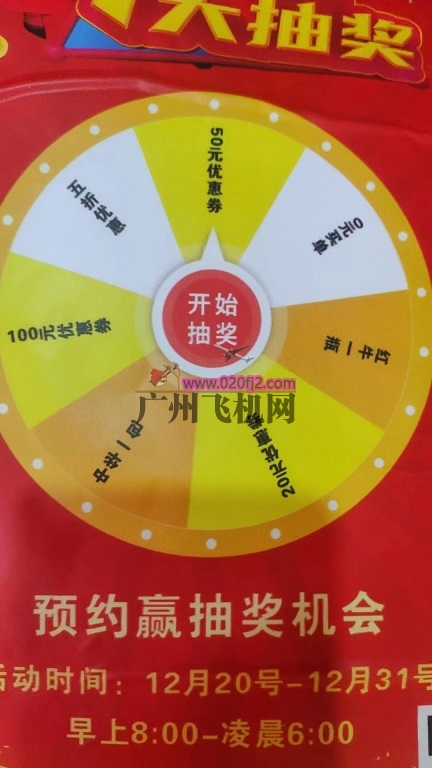 大抽奖
50元优惠券
0元买单
红牛一瓶
20元优惠券
中华一包
100元优惠券
五折优惠
开始
抽奖
www.020fj2.com
广州飞机网
预约赢抽奖机会
活动时间：12月20号-12月31号
早上8:00-凌晨6:00